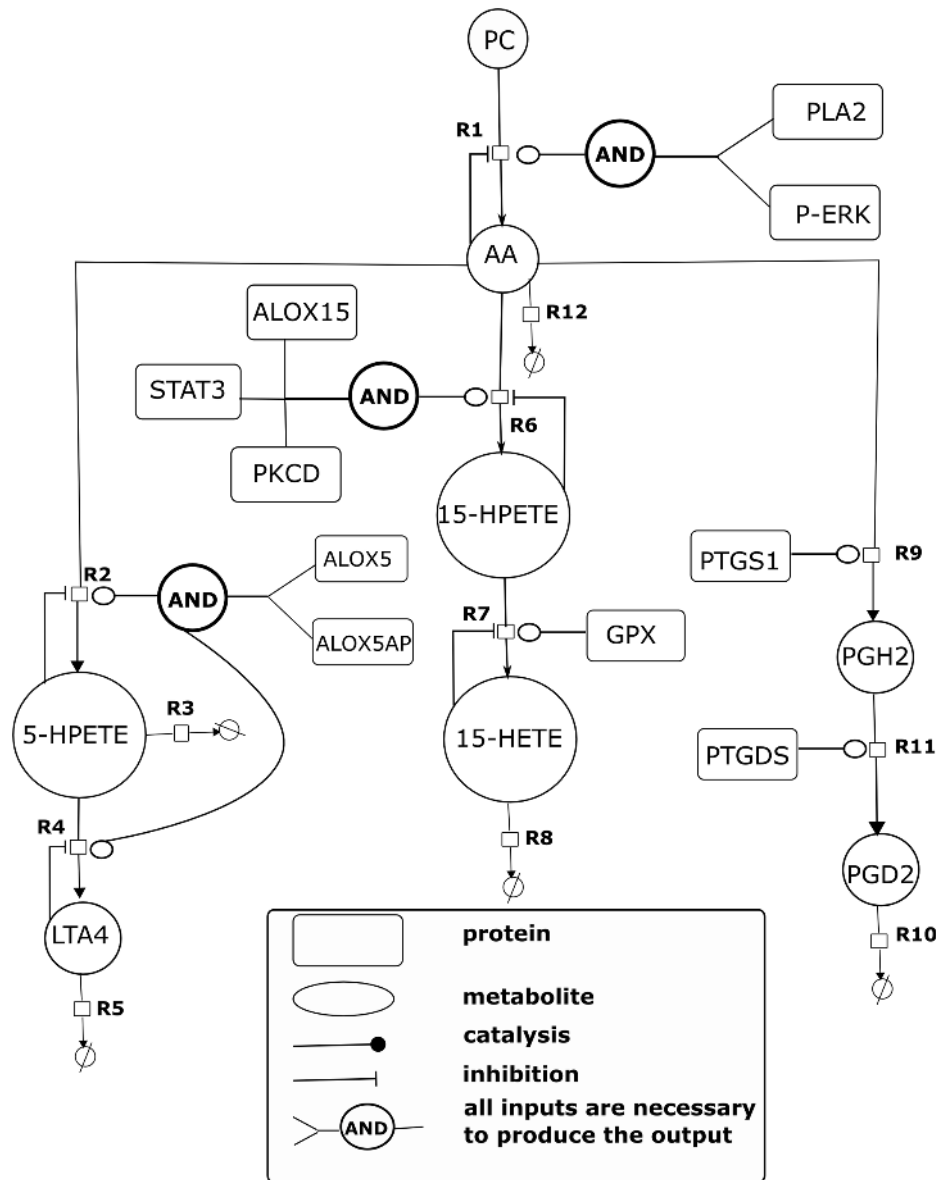 PC
R1
AND
PLA2
P-ERK
AA
R12
ALOX15
STAT3
AND
R6
PKCD
15-HPETE
PTGS1
R9
R2
AND
ALOX5
ALOX5AP
R7
GPX
PGH2
5-HPETE
R3
15-HETE
PTGDS
R11
R4
R8
PGD2
LTA4
R10
R5
protein
metabolite
catalysis
inhibition
AND
all inputs are necessary
to produce the output